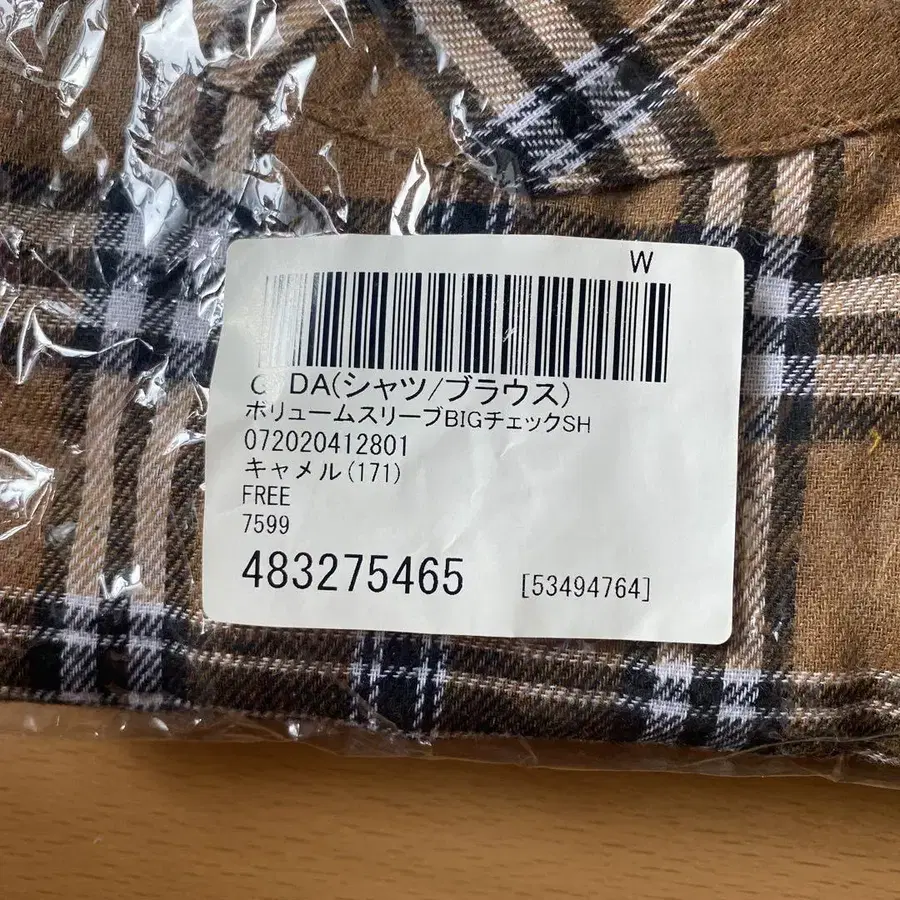 W
DA(シャツ/ブラウス)
ボリュームスリーブBIGチェックSH
072020412801
キャメル(171)
FREE
7599
483275465 [53494764]